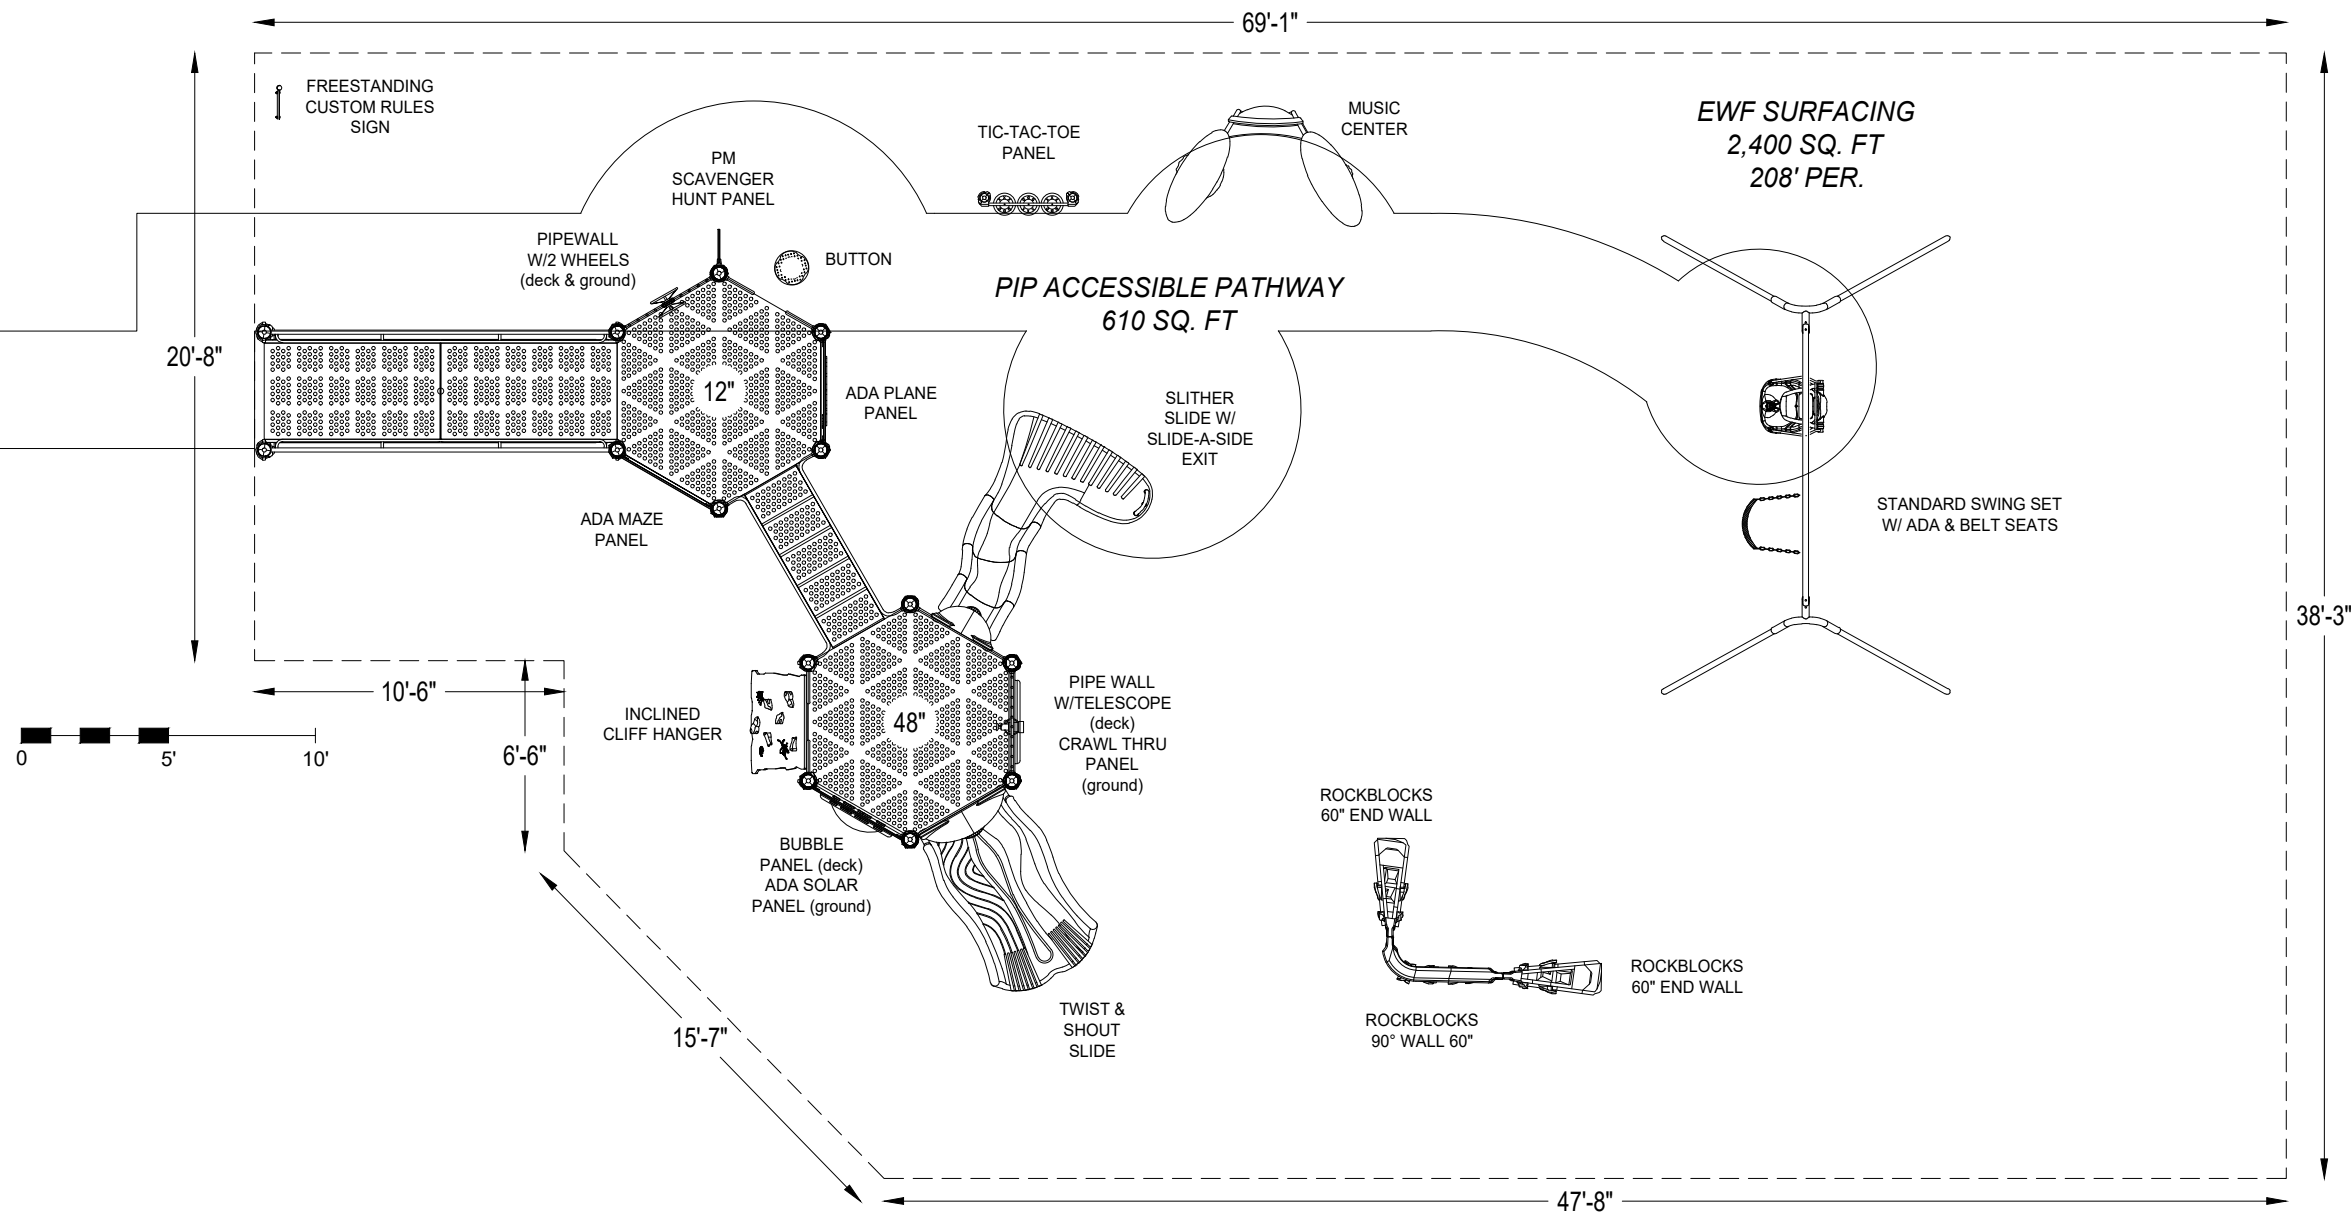 69'-1"
FREESTANDING
CUSTOM RULES
SIGN
MUSIC
CENTER
EWF SURFACING
2,400 SQ. FT
208' PER.
TIC-TAC-TOE
PANEL
PM
SCAVENGER
HUNT PANEL
PIPEWALL
W/2 WHEELS
(deck & ground)
BUTTON
PIP ACCESSIBLE PATHWAY
610 SQ. FT
20'-8"
12"
ADA PLANE
PANEL
SLITHER
SLIDE W/
SLIDE-A-SIDE
EXIT
ADA MAZE
PANEL
STANDARD SWING SET
W/ ADA & BELT SEATS
38'-3"
10'-6"
INCLINED
CLIFF HANGER
48"
PIPE WALL
W/TELESCOPE
(deck)
CRAWL THRU
PANEL
(ground)
0
5'
10'
6'-6"
ROCKBLOCKS
60" END WALL
BUBBLE
PANEL (deck)
ADA SOLAR
PANEL (ground)
ROCKBLOCKS
60" END WALL
TWIST &
SHOUT
SLIDE
ROCKBLOCKS
90° WALL 60"
15'-7"
47'-8"